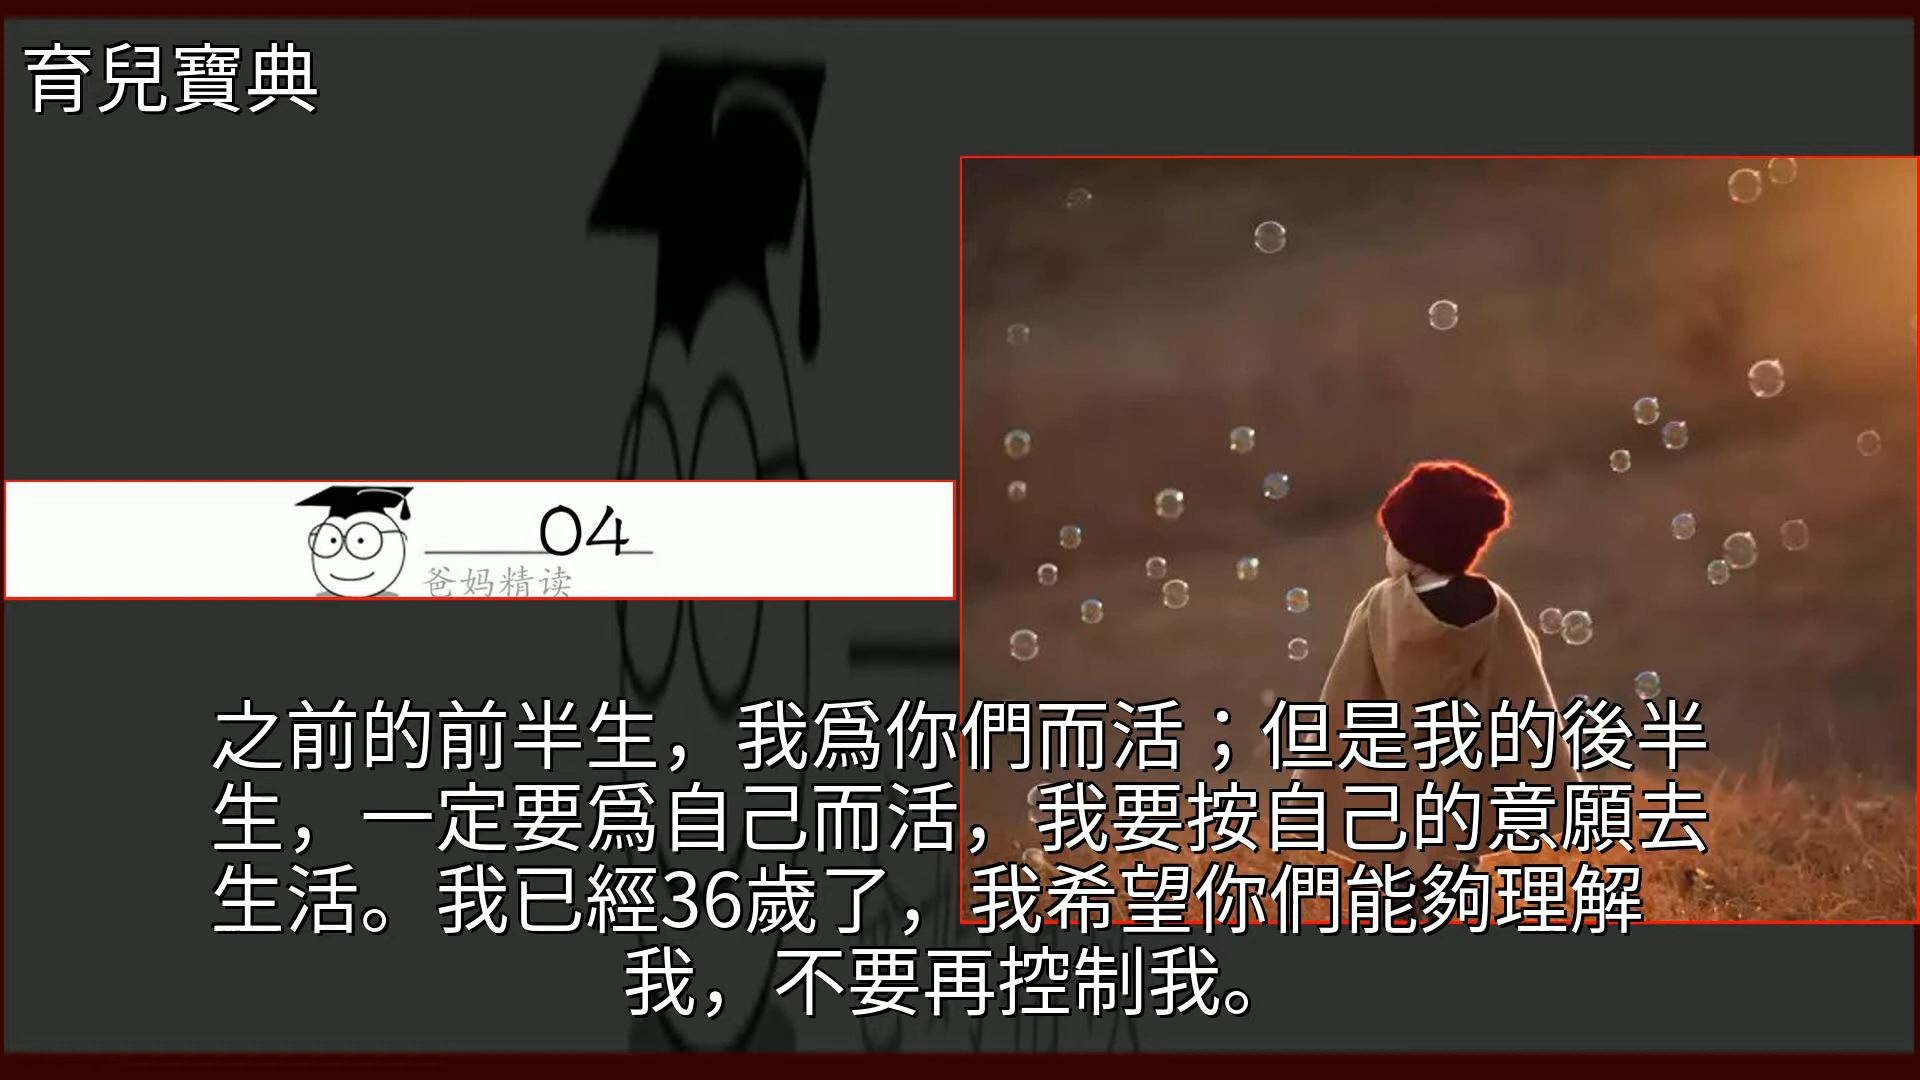 育兒寶典
04
爸妈精读
之前的前半生，我爲你們而活；但是我的後半
生，一定要爲自己而活，我要按自己的意願去
生活。我已經36歲了，我希望你們能夠理解
我，不要再控制我。